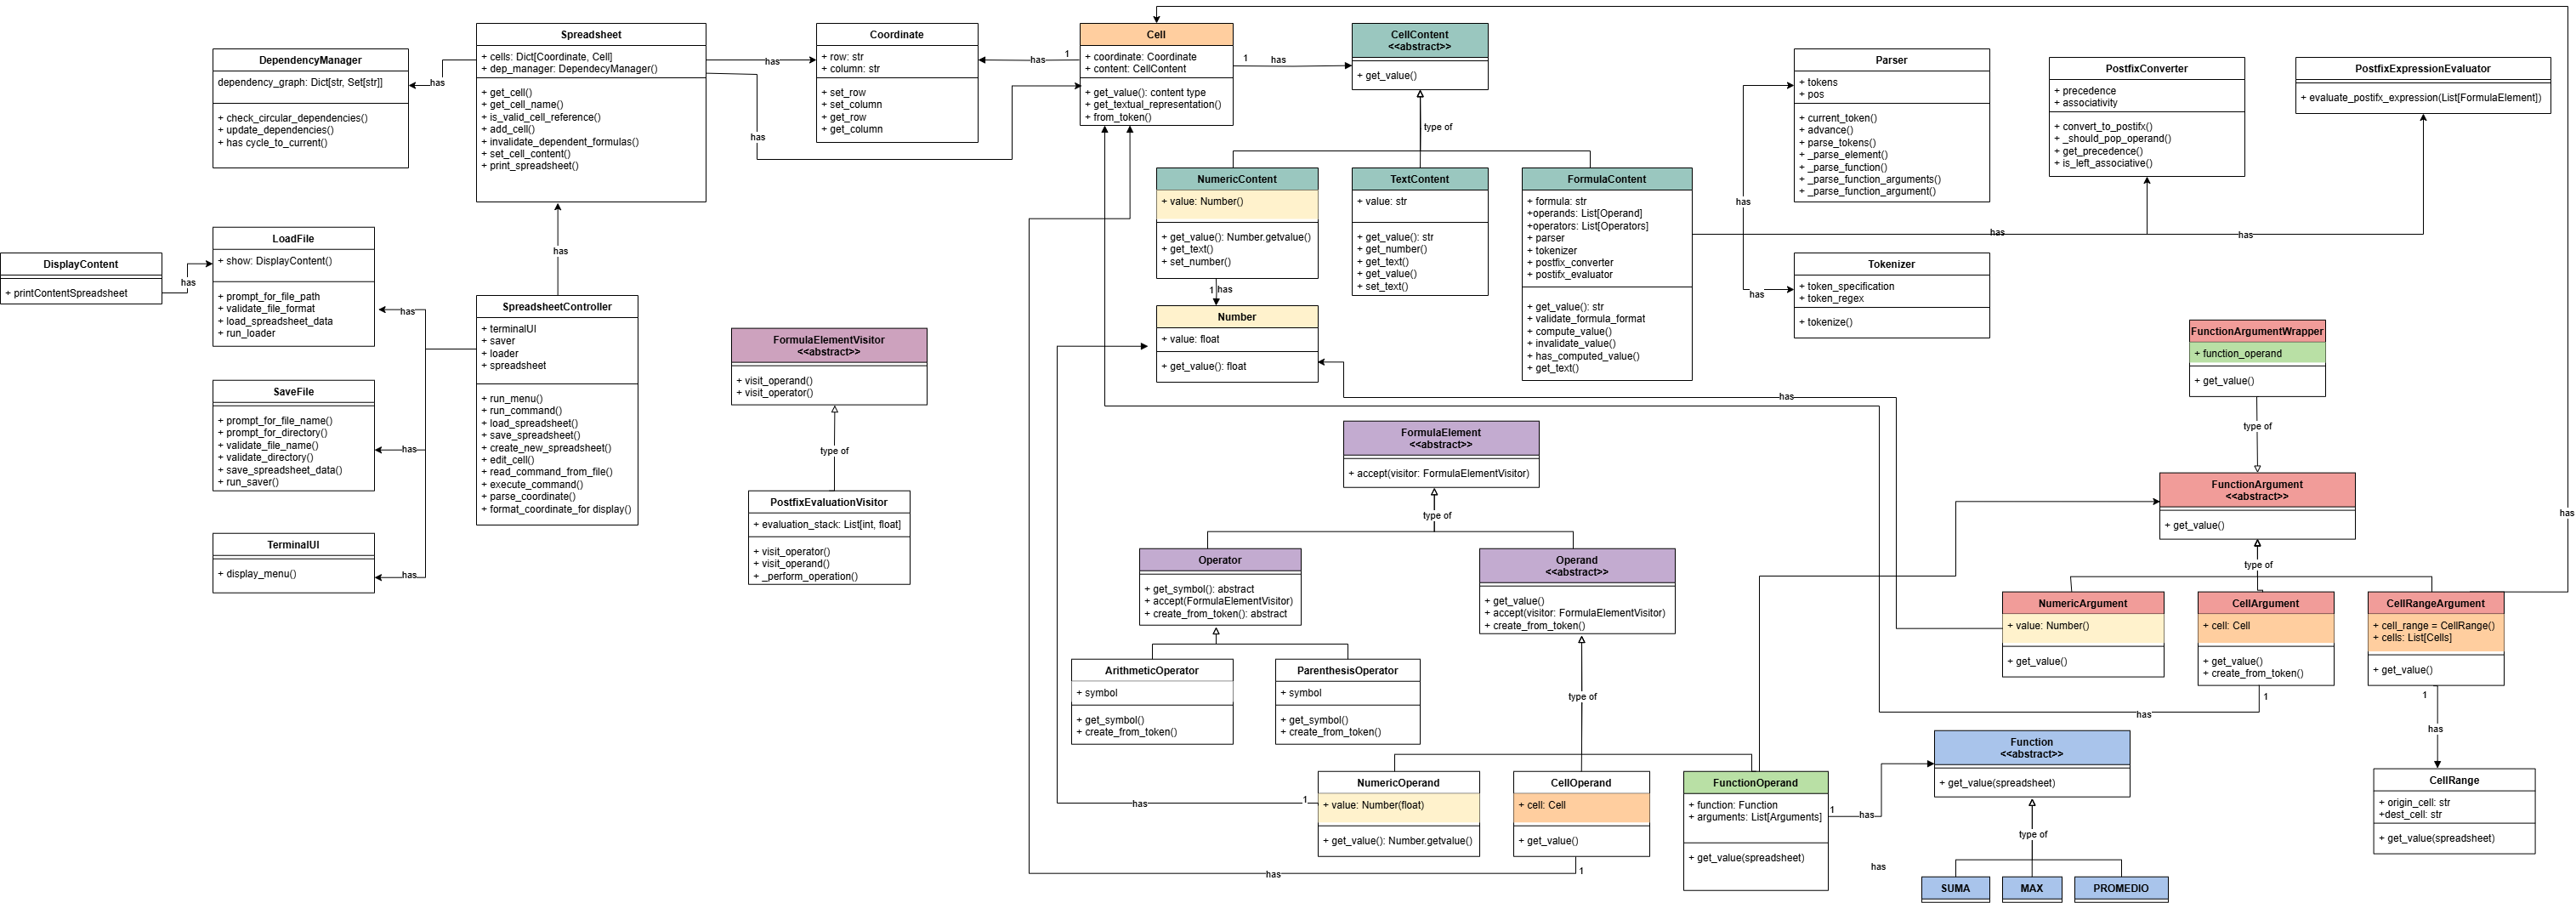 DependencyManager
dependency_graph: Dict[str, Set[str]]
+ check_circular_dependencies()
+ update_dependencies()
+ has cycle_to_current()
has
Spreadsheet
+ cells: Dict[Coordinate, Cell]
+ dep_manager: DependecyManager()
+ get_cell()
+ get_cell_name()
+ is_valid_cell_reference()
+ add_cell()
+ invalidate_dependent_formulas()
+ set_cell_content()
+ print_spreadsheet()
has
has
Coordinate
+ row: str
+ column: str
+ set_row
+ set_column
+ get_row
+ get_column
has
1
Cell
+ coordinate: Coordinate
+ content: CellContent
+ get_value(): content type
+ get_textual_representation()
+ from_token()
1
has
CellContent
<<abstract>>
+ get_value()
type of
NumericContent
+ value: Number()
+ get_value(): Number.getvalue()
+ get_text()
+ set_number()
1
has
Number
+ value: float
+ get_value(): float
TextContent
+ value: str
+ get_value(): str
+ get_number()
+ get_text()
+ get_value()
+ set_text()
FormulaContent
+ formula: str
+operands: List[Operand]
+operators: List[Operators]
+ parser
+ tokenizer
+ postfix_converter
+ postifx_evaluator
+ get_value(): str
+ validate_formula_format
+ compute_value()
+ invalidate_value()
+ has_computed_value()
+ get_text()
has
has
has
has
Parser
+ tokens
+ pos
+ current_token()
+ advance()
+ parse_tokens()
+ _parse_element()
+ _parse_function()
+ _parse_function_arguments()
+ _parse_function_argument()
PostfixConverter
+ precedence
+ associativity
+ convert_to_postifx()
+ _should_pop_operand()
+ get_precedence()
+ is_left_associative()
PostfixExpressionEvaluator
+ evaluate_postifx_expression(List[FormulaElement])
Tokenizer
+ token_specification
+ token_regex
+ tokenize()
DisplayContent
+ printContentSpreadsheet
has
LoadFile
+ show: DisplayContent()
+ prompt_for_file_path
+ validate_file_format
+ load_spreadsheet_data
+ run_loader
has
SaveFile
+ prompt_for_file_name()
+ prompt_for_directory()
+ validate_file_name()
+ validate_directory()
+ save_spreadsheet_data()
+ run_saver()
has
TerminalUI
+ display_menu()
has
has
SpreadsheetController
+ terminalUI
+ saver
+ loader
+ spreadsheet
+ run_menu()
+ run_command()
+ load_spreadsheet()
+ save_spreadsheet()
+ create_new_spreadsheet()
+ edit_cell()
+ read_command_from_file()
+ execute_command()
+ parse_coordinate()
+ format_coordinate_for display()
FormulaElementVisitor
<<abstract>>
+ visit_operand()
+ visit_operator()
type of
PostfixEvaluationVisitor
+ evaluation_stack: List[int, float]
+ visit_operator()
+ visit_operand()
+ _perform_operation()
FormulaElement
<<abstract>>
+ accept(visitor: FormulaElementVisitor)
type of
Operator
+ get_symbol(): abstract
+ accept(FormulaElementVisitor)
+ create_from_token(): abstract
ArithmeticOperator
+ symbol
+ get_symbol()
+ create_from_token()
ParenthesisOperator
+ symbol
+ get_symbol()
+ create_from_token()
Operand
<<abstract>>
+ get_value()
+ accept(visitor: FormulaElementVisitor)
+ create_from_token()
type of
NumericOperand
+ value: Number(float)
+ get_value(): Number.getvalue()
1
has
CellOperand
+ cell: Cell
+ get_value()
1
has
FunctionOperand
+ function: Function
+ arguments: List[Arguments]
+ get_value(spreadsheet)
1
has
has
Function
<<abstract>>
+ get_value(spreadsheet)
type of
SUMA
MAX
PROMEDIO
FunctionArgumentWrapper
+ function_operand
+ get_value()
type of
FunctionArgument
<<abstract>>
+ get_value()
type of
NumericArgument
+ value: Number()
+ get_value()
has
CellArgument
+ cell: Cell
+ get_value()
+ create_from_token()
1
has
CellRangeArgument
+ cell_range = CellRange()
+ cells: List[Cells]
+ get_value()
has
1
has
CellRange
+ origin_cell: str
+dest_cell: str
+ get_value(spreadsheet)